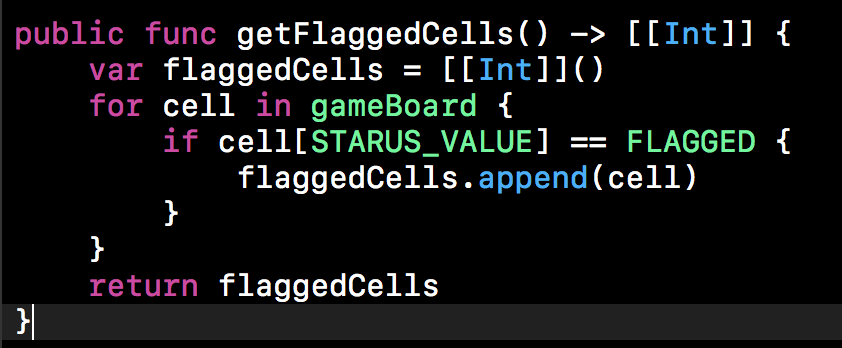 public func getFlaggedCells() -> [[Int]] {
    var flaggedCells = [[Int]]()
    for cell in gameBoard {
        if cell[STARUS_VALUE] == FLAGGED {
            flaggedCells.append(cell)
        }
    }
    return flaggedCells
}